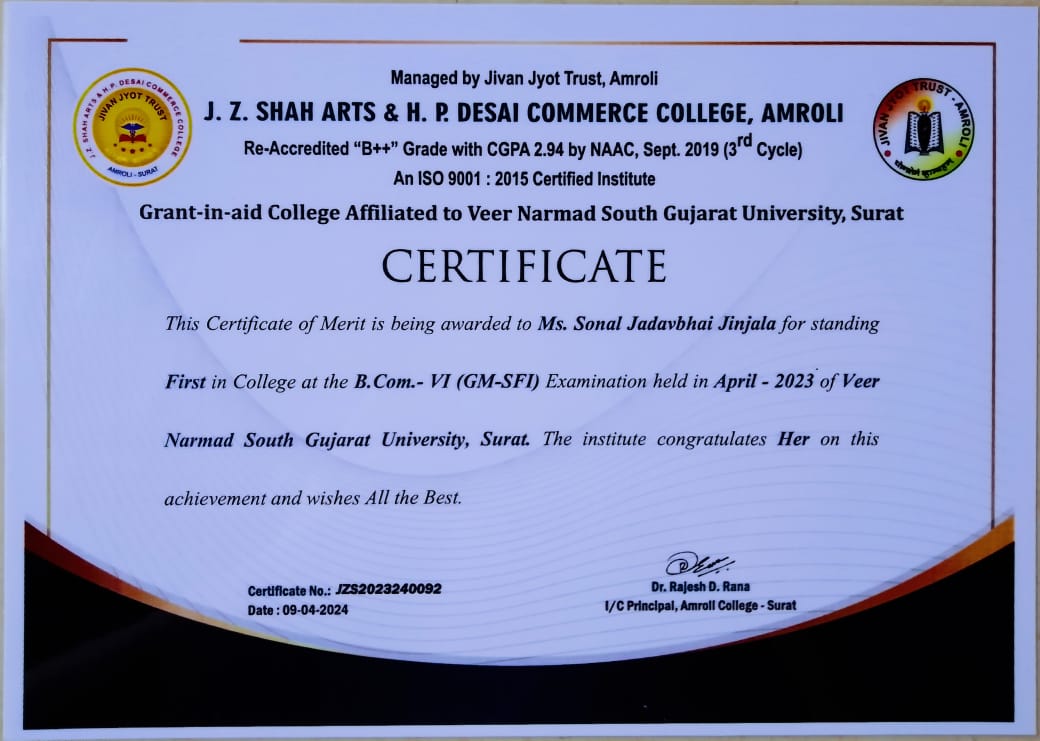 Managed by Jivan Jyot Trust, Amroli
J. Z. SHAH ARTS & H. P. DESAI COMMERCE COLLEGE, AMROLI
Re-Accredited “B++” Grade with CGPA 2.94 by NAAC, Sept. 2019 (3rd Cycle)
An ISO 9001 : 2015 Certified Institute
Grant-in-aid College Affiliated to Veer Narmad South Gujarat University, Surat
J. Z. SHAH ARTS & H. P. DESAI COMMERCE COLLEGE
JIVAN JYOT TRUST
AMROLI - SURAT
JIVAN JYOT TRUST - AMROLI
CERTIFICATE
This Certificate of Merit is being awarded to Ms. Sonal Jadavbhai Jinjala for standing
First in College at the B.Com.- VI (GM-SFI) Examination held in April - 2023 of Veer
Narmad South Gujarat University, Surat. The institute congratulates Her on this
achievement and wishes All the Best.
Certificate No.: JZS2023240092
Date : 09-04-2024
Dr. Rajesh D. Rana
I/C Principal, Amroli College - Surat